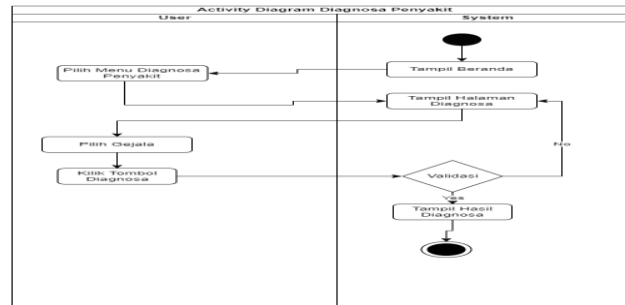 Activity Diagram Diagnosa Penyakit
User
System
Tampil Beranda
Pilih Menu Diagnosa
Penyakit
Tampil Halaman
Diagnosa
Pilih Gejala
No
Kilik Tombol
Diagnosa
Validasi
Yes
Tampil Hasil
Diagnosa